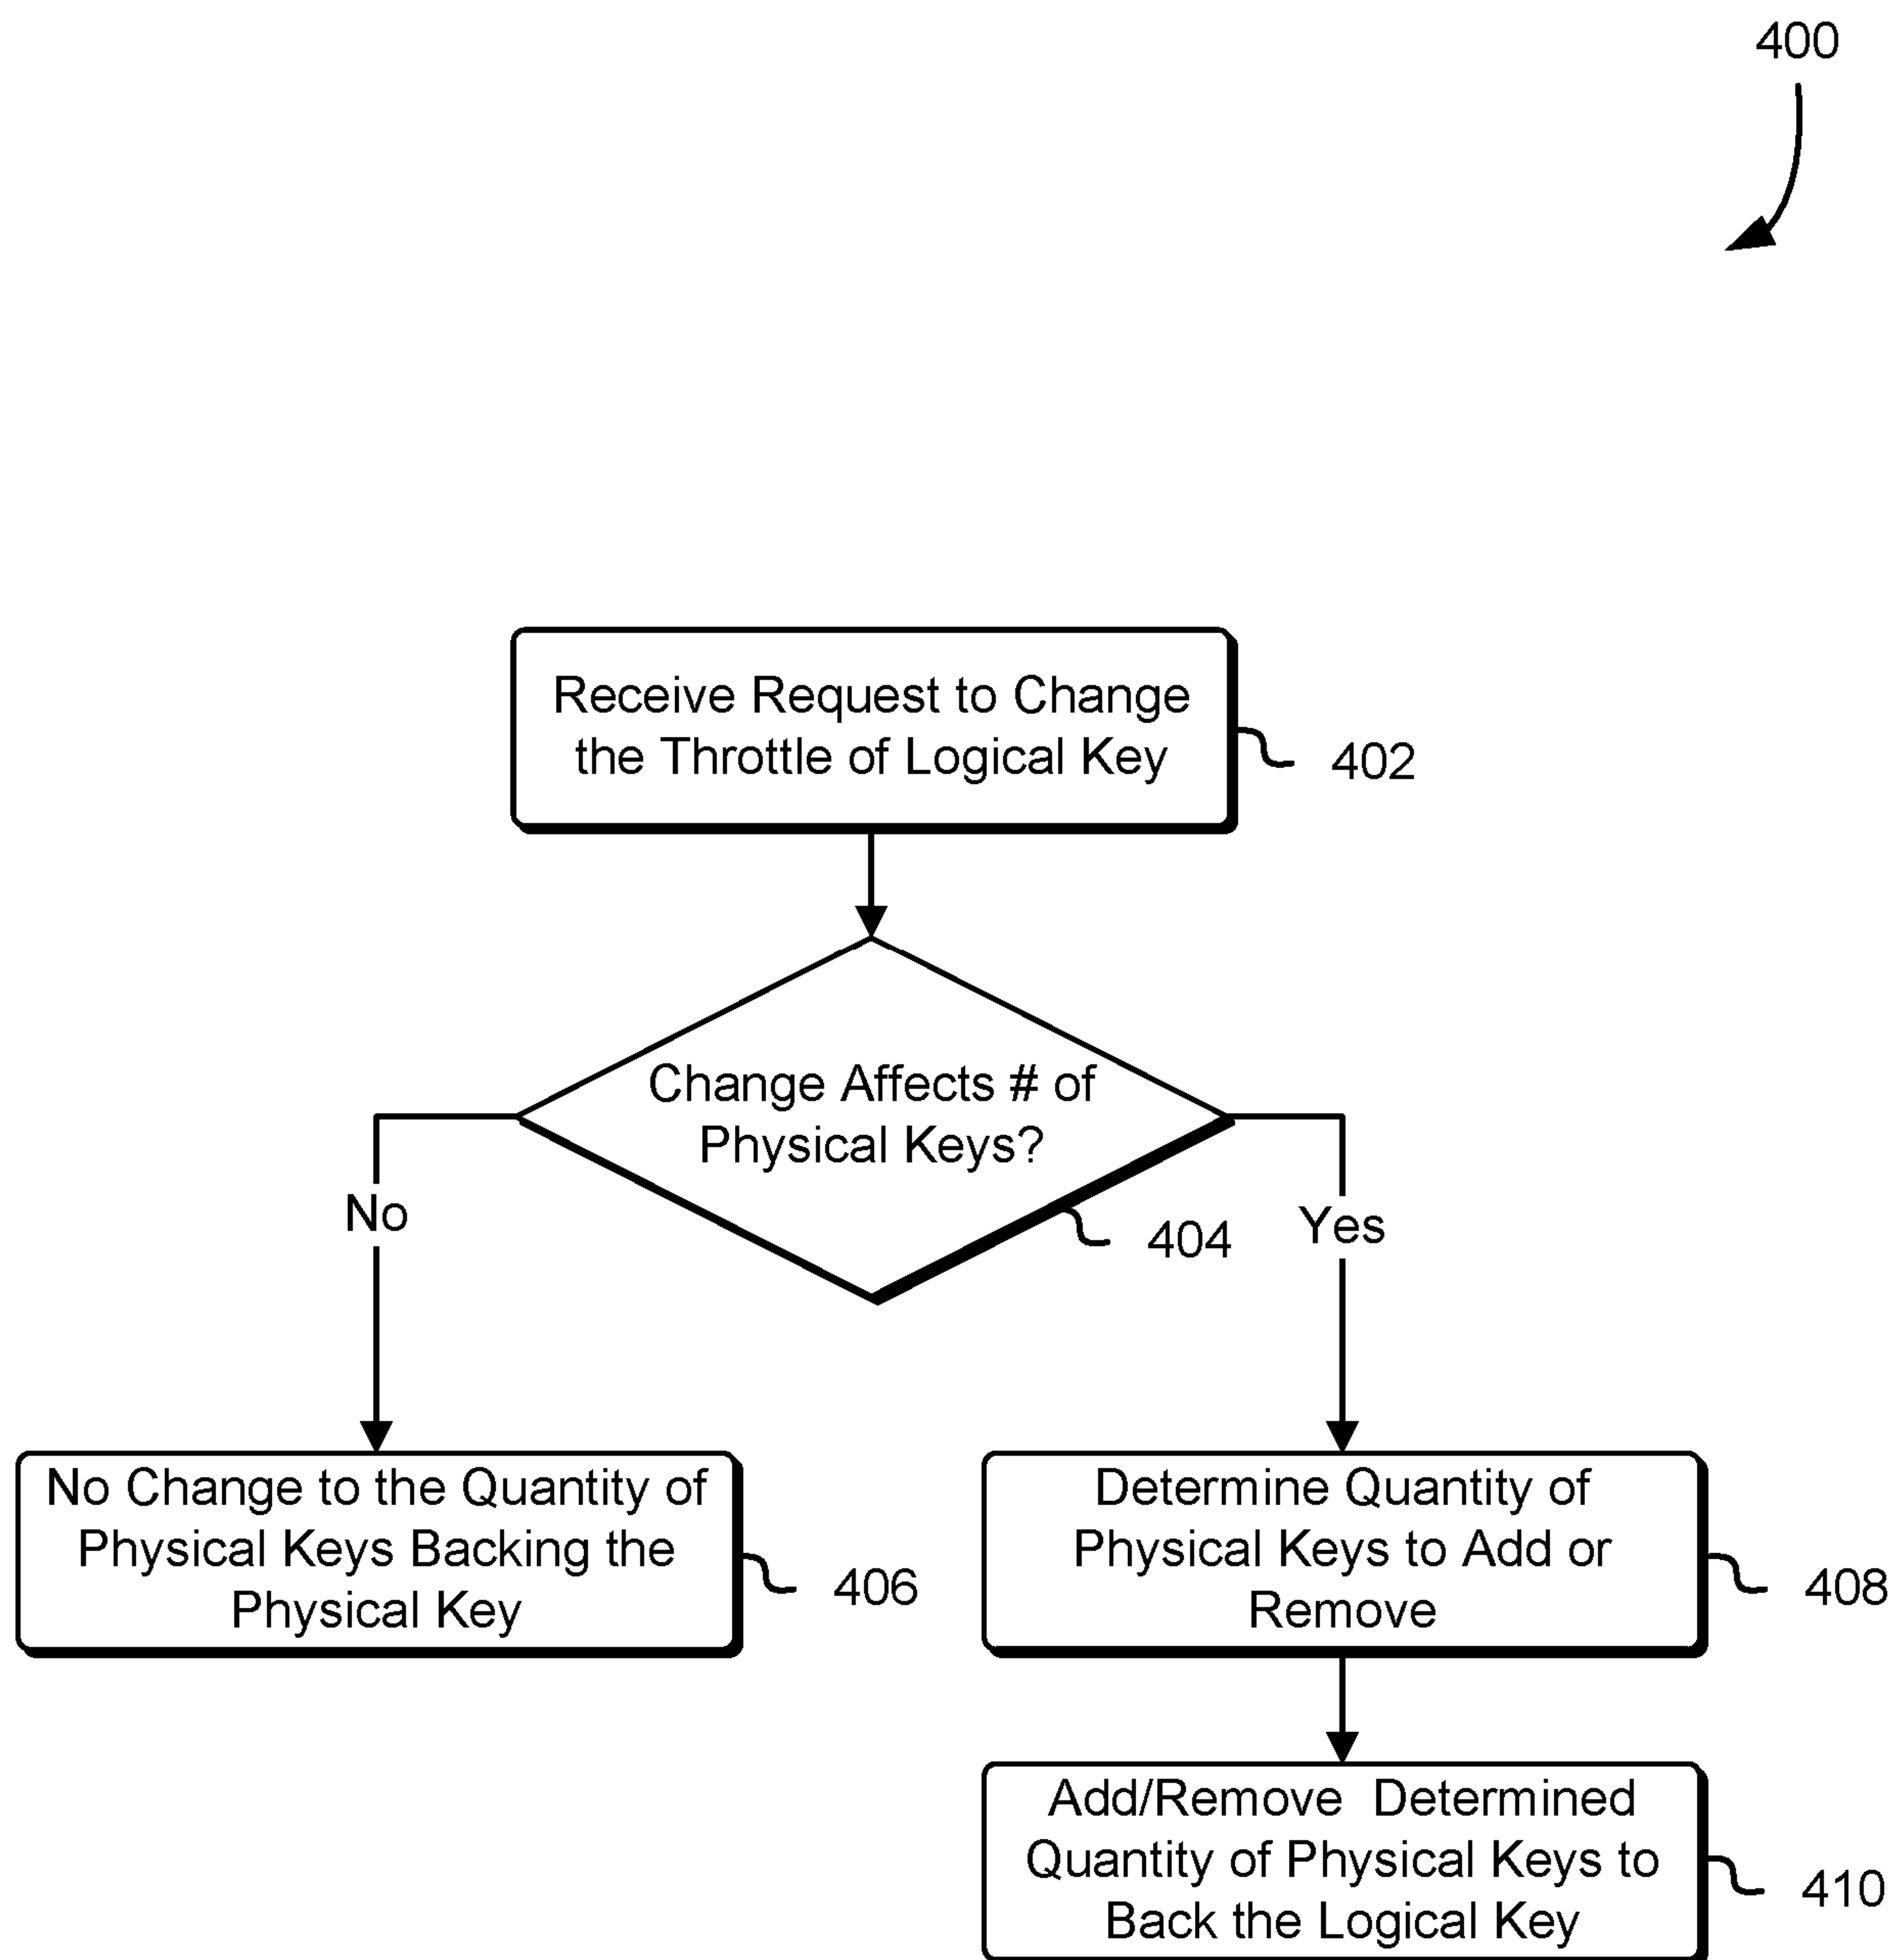 400
Receive Request to Change
the Throttle of Logical Key
402
Change Affects # of
Physical Keys?
404
No
Yes
No Change to the Quantity of
Physical Keys Backing the
Physical Key
406
Determine Quantity of
Physical Keys to Add or
Remove
408
Add/Remove  Determined
Quantity of Physical Keys to
Back the Logical Key
410